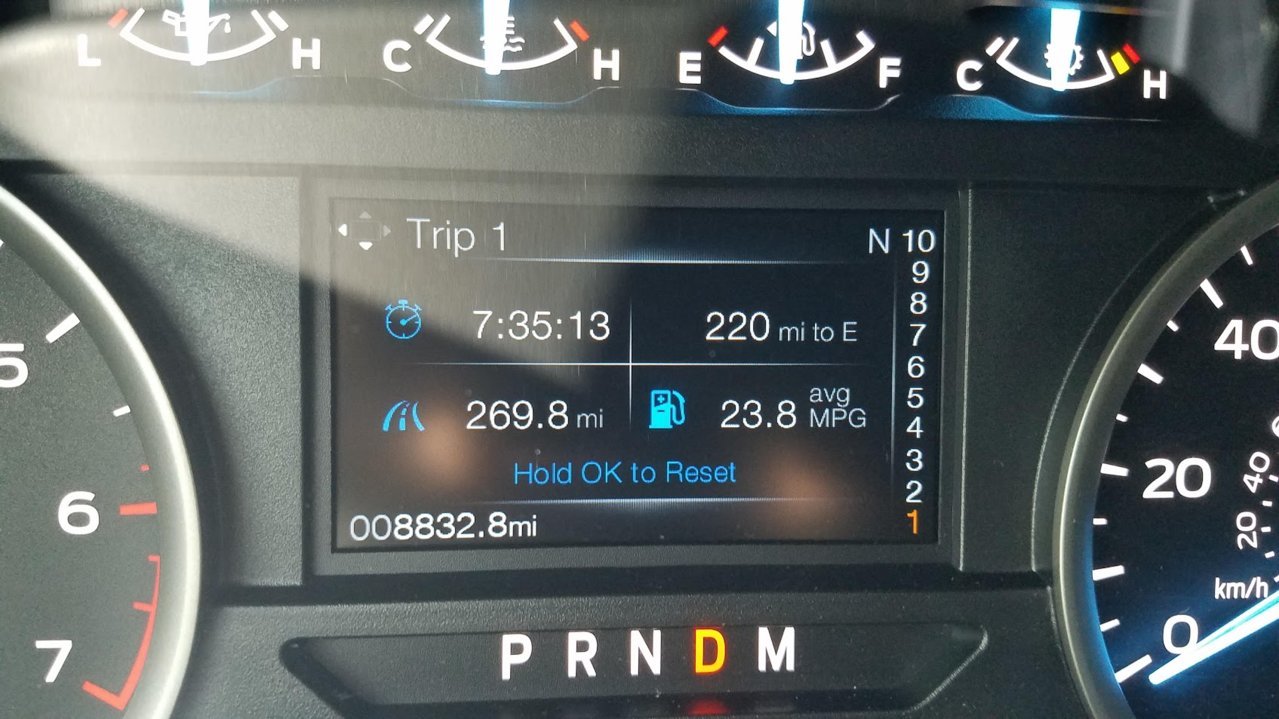 L H C H E F C H
Trip 1 N 10
9
8
7:35:13 220 mi to E 7
6
269.8 mi 23.8 avg MPG 5
4
3
Hold OK to Reset 2
008832.8mi 1
5
6
7
40
20
0
40
20
km/h
P R N D M